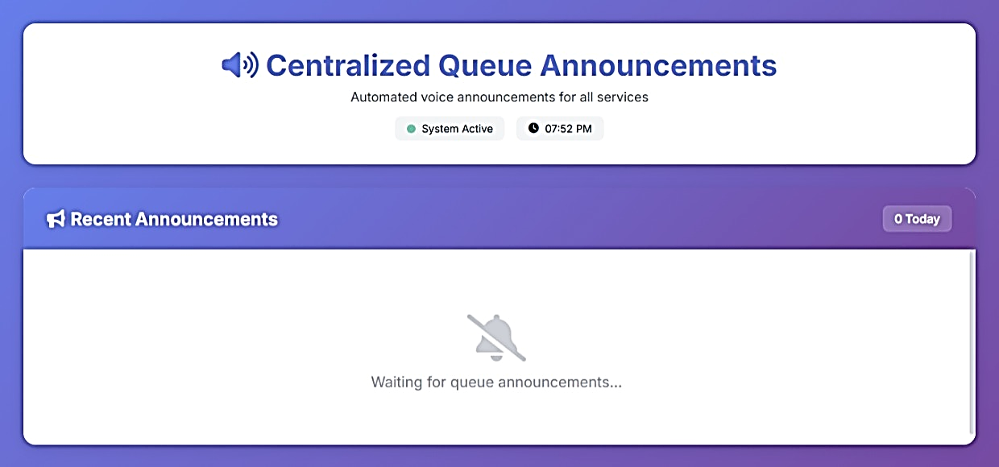 Centralized Queue Announcements
Automated voice announcements for all services
System Active
07:52 PM
Recent Announcements
0 Today
Waiting for queue announcements...